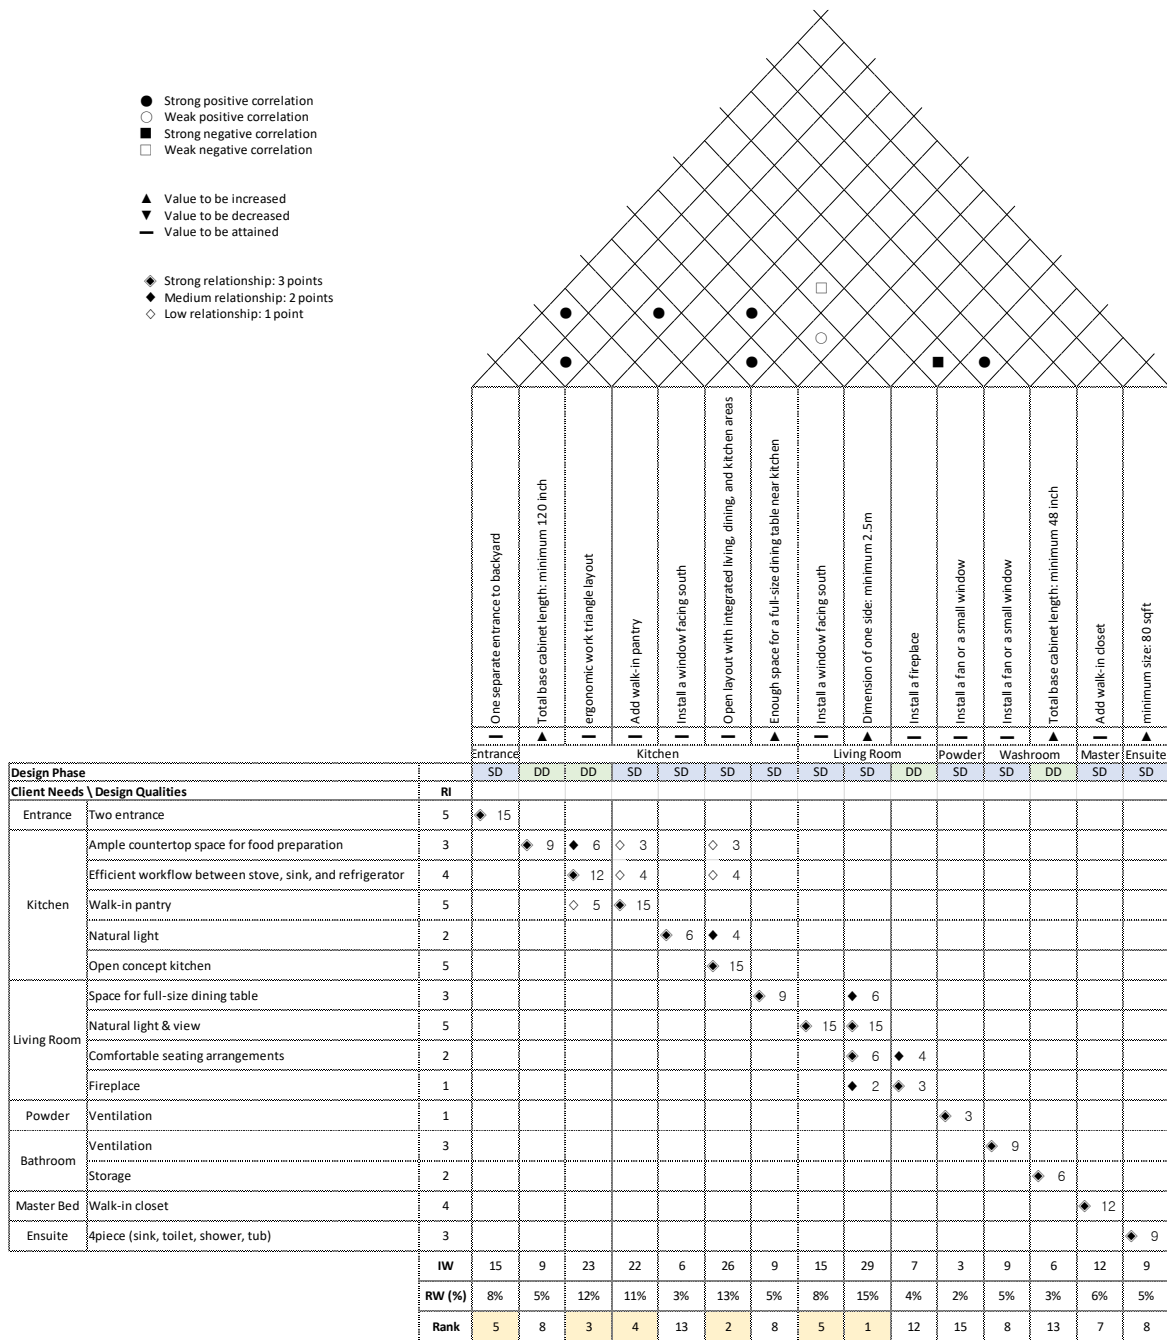 Strong positive correlation
Weak positive correlation
Strong negative correlation
Weak negative correlation
Value to be increased
Value to be decreased
Value to be attained
Strong relationship: 3 points
Medium relationship: 2 points
Low relationship: 1 point
One separate entrance to backyard
Total base cabinet length: minimum 120 inch
ergonomic work triangle layout
Add walk-in pantry
Install a window facing south
Open layout with integrated living, dining, and kitchen areas
Enough space for a full-size dining table near kitchen
Install a window facing south
Dimension of one side: minimum 2.5m
Install a fireplace
Install a fan or a small window
Install a fan or a small window
Total base cabinet length: minimum 48 inch
Add walk-in closet
minimum size: 80 sqft
Entrance Kitchen Living Room Powder Washroom Master Ensuite
Design Phase SD DD DD SD SD SD SD SD SD DD SD SD DD SD SD
Client Needs \ Design Qualities RI
Entrance Two entrance 5 15
Ample countertop space for food preparation 3 9 6 3 3
Efficient workflow between stove, sink, and refrigerator 4 12 4 4
Kitchen Walk-in pantry 5 5 15
Natural light 2 6 4
Open concept kitchen 5 15
Space for full-size dining table 3 9 6
Living Room Natural light & view 5 15 15
Comfortable seating arrangements 2 6 4
Fireplace 1 2 3
Powder Ventilation 1 3
Bathroom Ventilation 3 9
Storage 2 6
Master Bed Walk-in closet 4 12
Ensuite 4piece (sink, toilet, shower, tub) 3 9
IW 15 9 23 22 6 26 9 15 29 7 3 9 6 12 9
RW (%) 8% 5% 12% 11% 3% 13% 5% 8% 15% 4% 2% 5% 3% 6% 5%
Rank 5 8 3 4 13 2 8 5 1 12 15 8 13 7 8